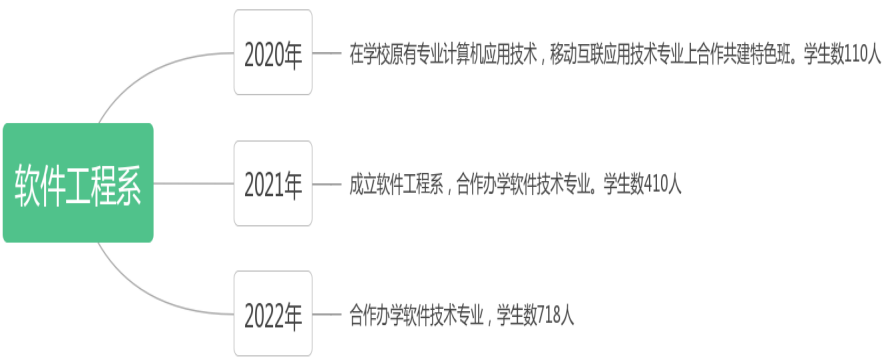 软件工程系
2020年
在学校原有专业计算机应用技术，移动互联应用技术专业上合作共建特色班。学生数110人
2021年
成立软件工程系，合作办学软件技术专业。学生数410人
2022年
合作办学软件技术专业，学生数718人